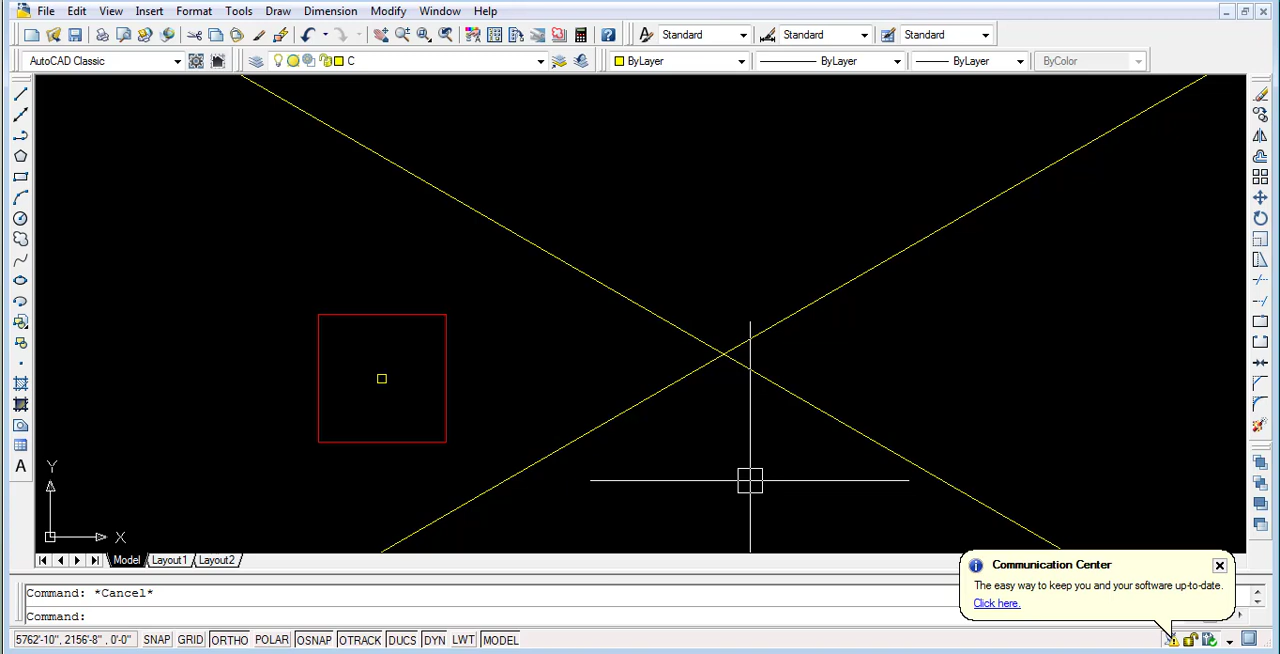 File Edit View Insert Format Tools Draw Dimension Modify Window Help
Standard Standard Standard
AutoCAD Classic C ByLayer ByLayer ByLayer ByColor
A
Y
X
Model Layout1 Layout2
Communication Center
The easy way to keep you and your software up-to-date.
Click here.
Command: *Cancel*
Command:
5762'-10", 2156'-8" , 0'-0" SNAP GRID ORTHO POLAR OSNAP OTRACK DUCS DYN LWT MODEL